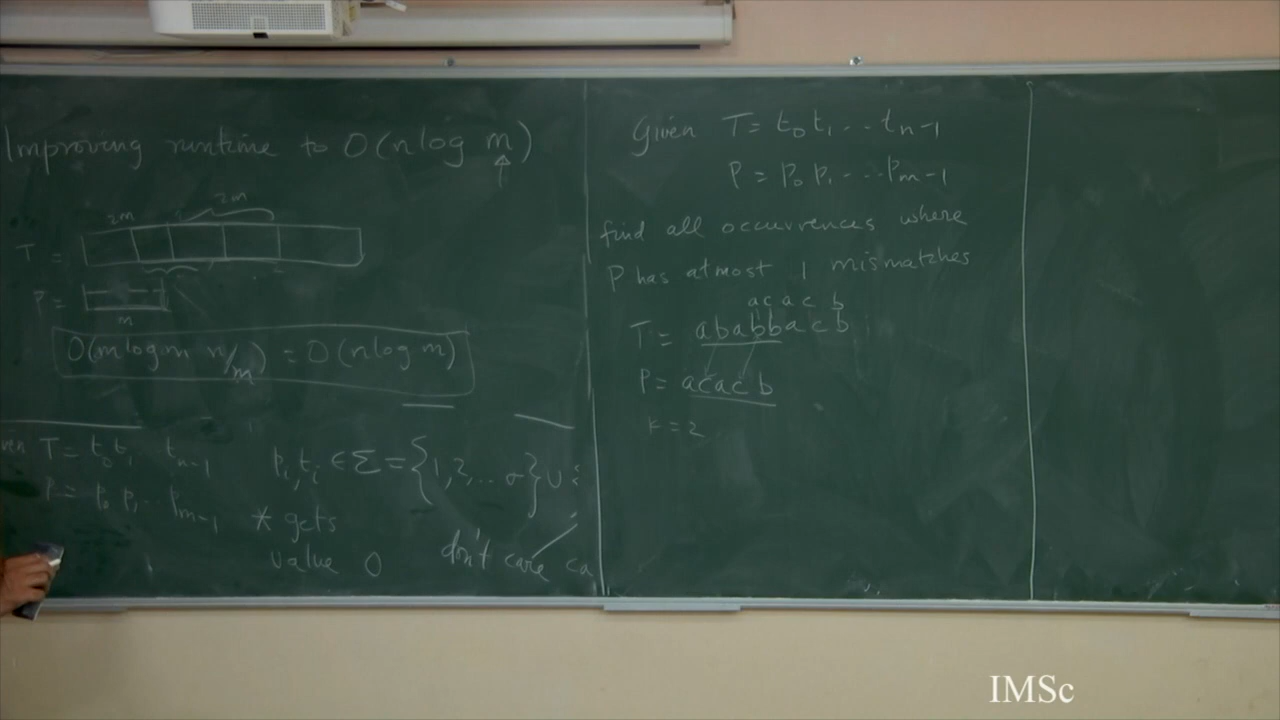 Improving runtime to O(n log m)
2m 2m
T =
P =
m
O(m log m n/m) = O(n log m)
T = t0 t1 tn-1
P = p0 p1 .. pm-1
pi, ti ∈ Σ = {1, 2, .. σ} ∪
* gets
value 0
don't care ca
Given T = t0 t1 .. tn-1
P = p0 p1 ... pm-1
find all occurrences where
P has atmost 1 mismatches
acac b
T = ababbacb
P = acacb
k = 2
IMSc